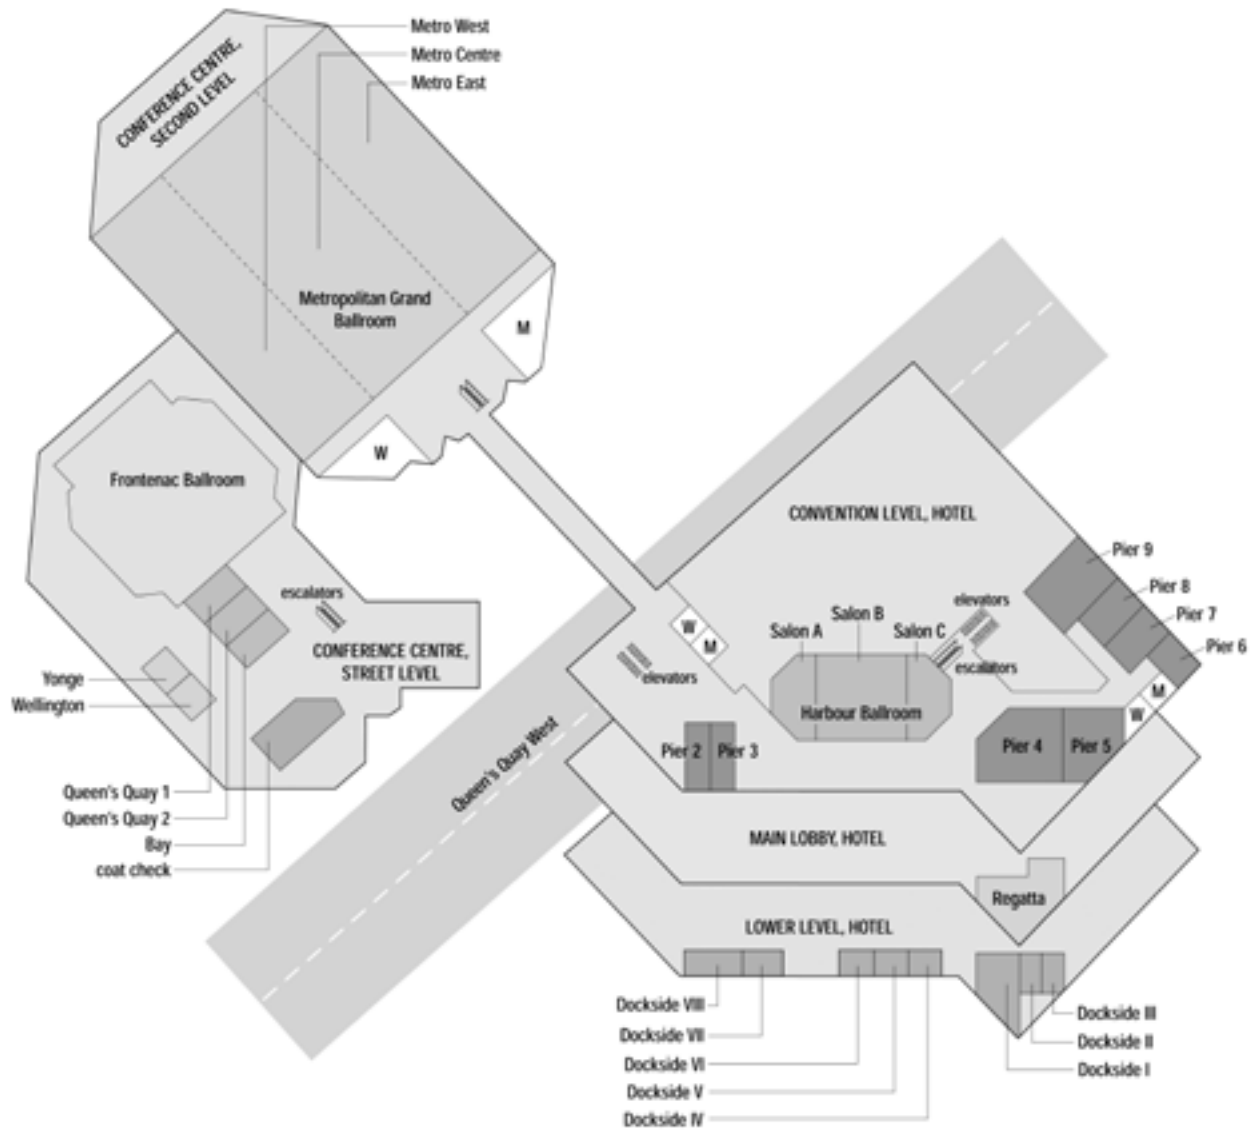 Metro West
Metro Centre
Metro East
CONFERENCE CENTRE,
SECOND LEVEL
Metropolitan Grand
Ballroom
M
W
Frontenac Ballroom
escalators
CONFERENCE CENTRE,
STREET LEVEL
Yonge
Wellington
Queen's Quay 1
Queen's Quay 2
Bay
coat check
Queen's Quay West
CONVENTION LEVEL, HOTEL
Pier 9
Pier 8
Pier 7
Pier 6
elevators
Salon A
Salon B
Salon C
escalators
W
M
elevators
Harbour Ballroom
M
W
Pier 2
Pier 3
Pier 4
Pier 5
MAIN LOBBY, HOTEL
Regatta
LOWER LEVEL, HOTEL
Dockside VIII
Dockside VII
Dockside VI
Dockside V
Dockside IV
Dockside III
Dockside II
Dockside I